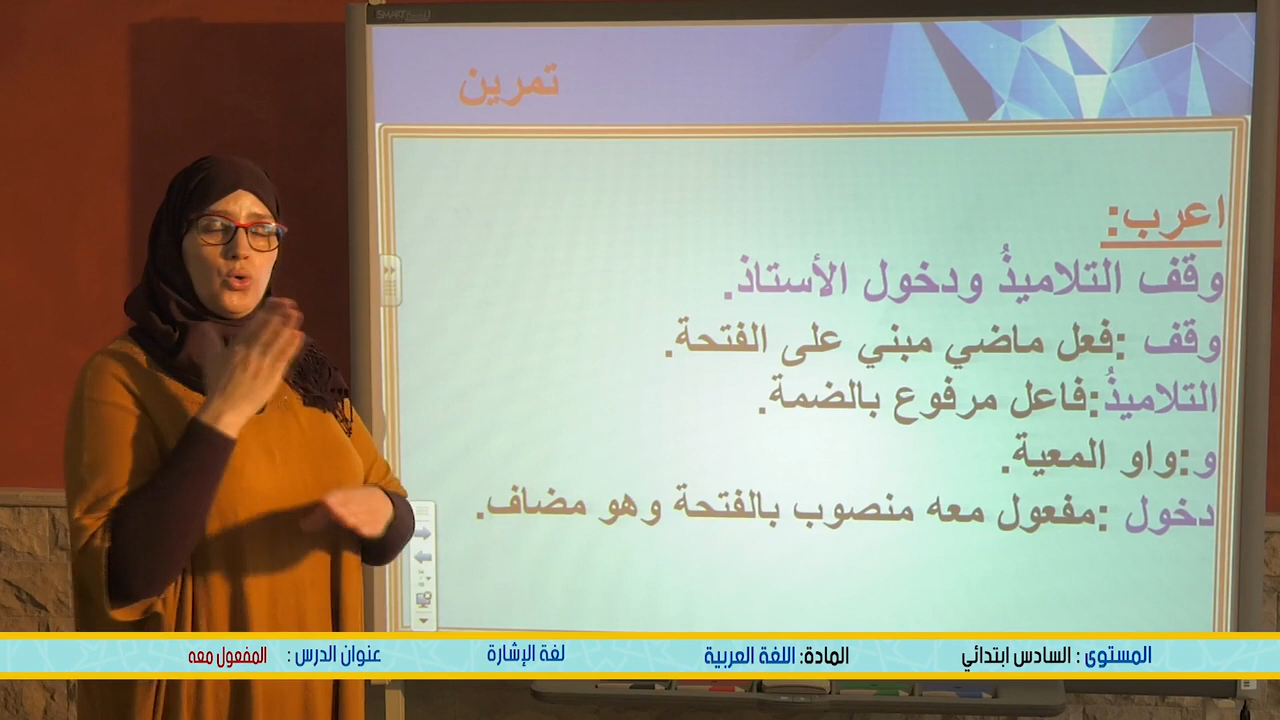 SMART
تمرين
اعرب:
وقف التلاميذُ ودخول الأستاذ.
وقف :فعل ماضي مبني على الفتحة.
التلاميذُ:فاعل مرفوع بالضمة.
و:واو المعية.
دخول :مفعول معه منصوب بالفتحة وهو مضاف.
المستوى : السادس ابتدائي المادة: اللغة العربية لغة الإشارة عنوان الدرس : المفعول معه